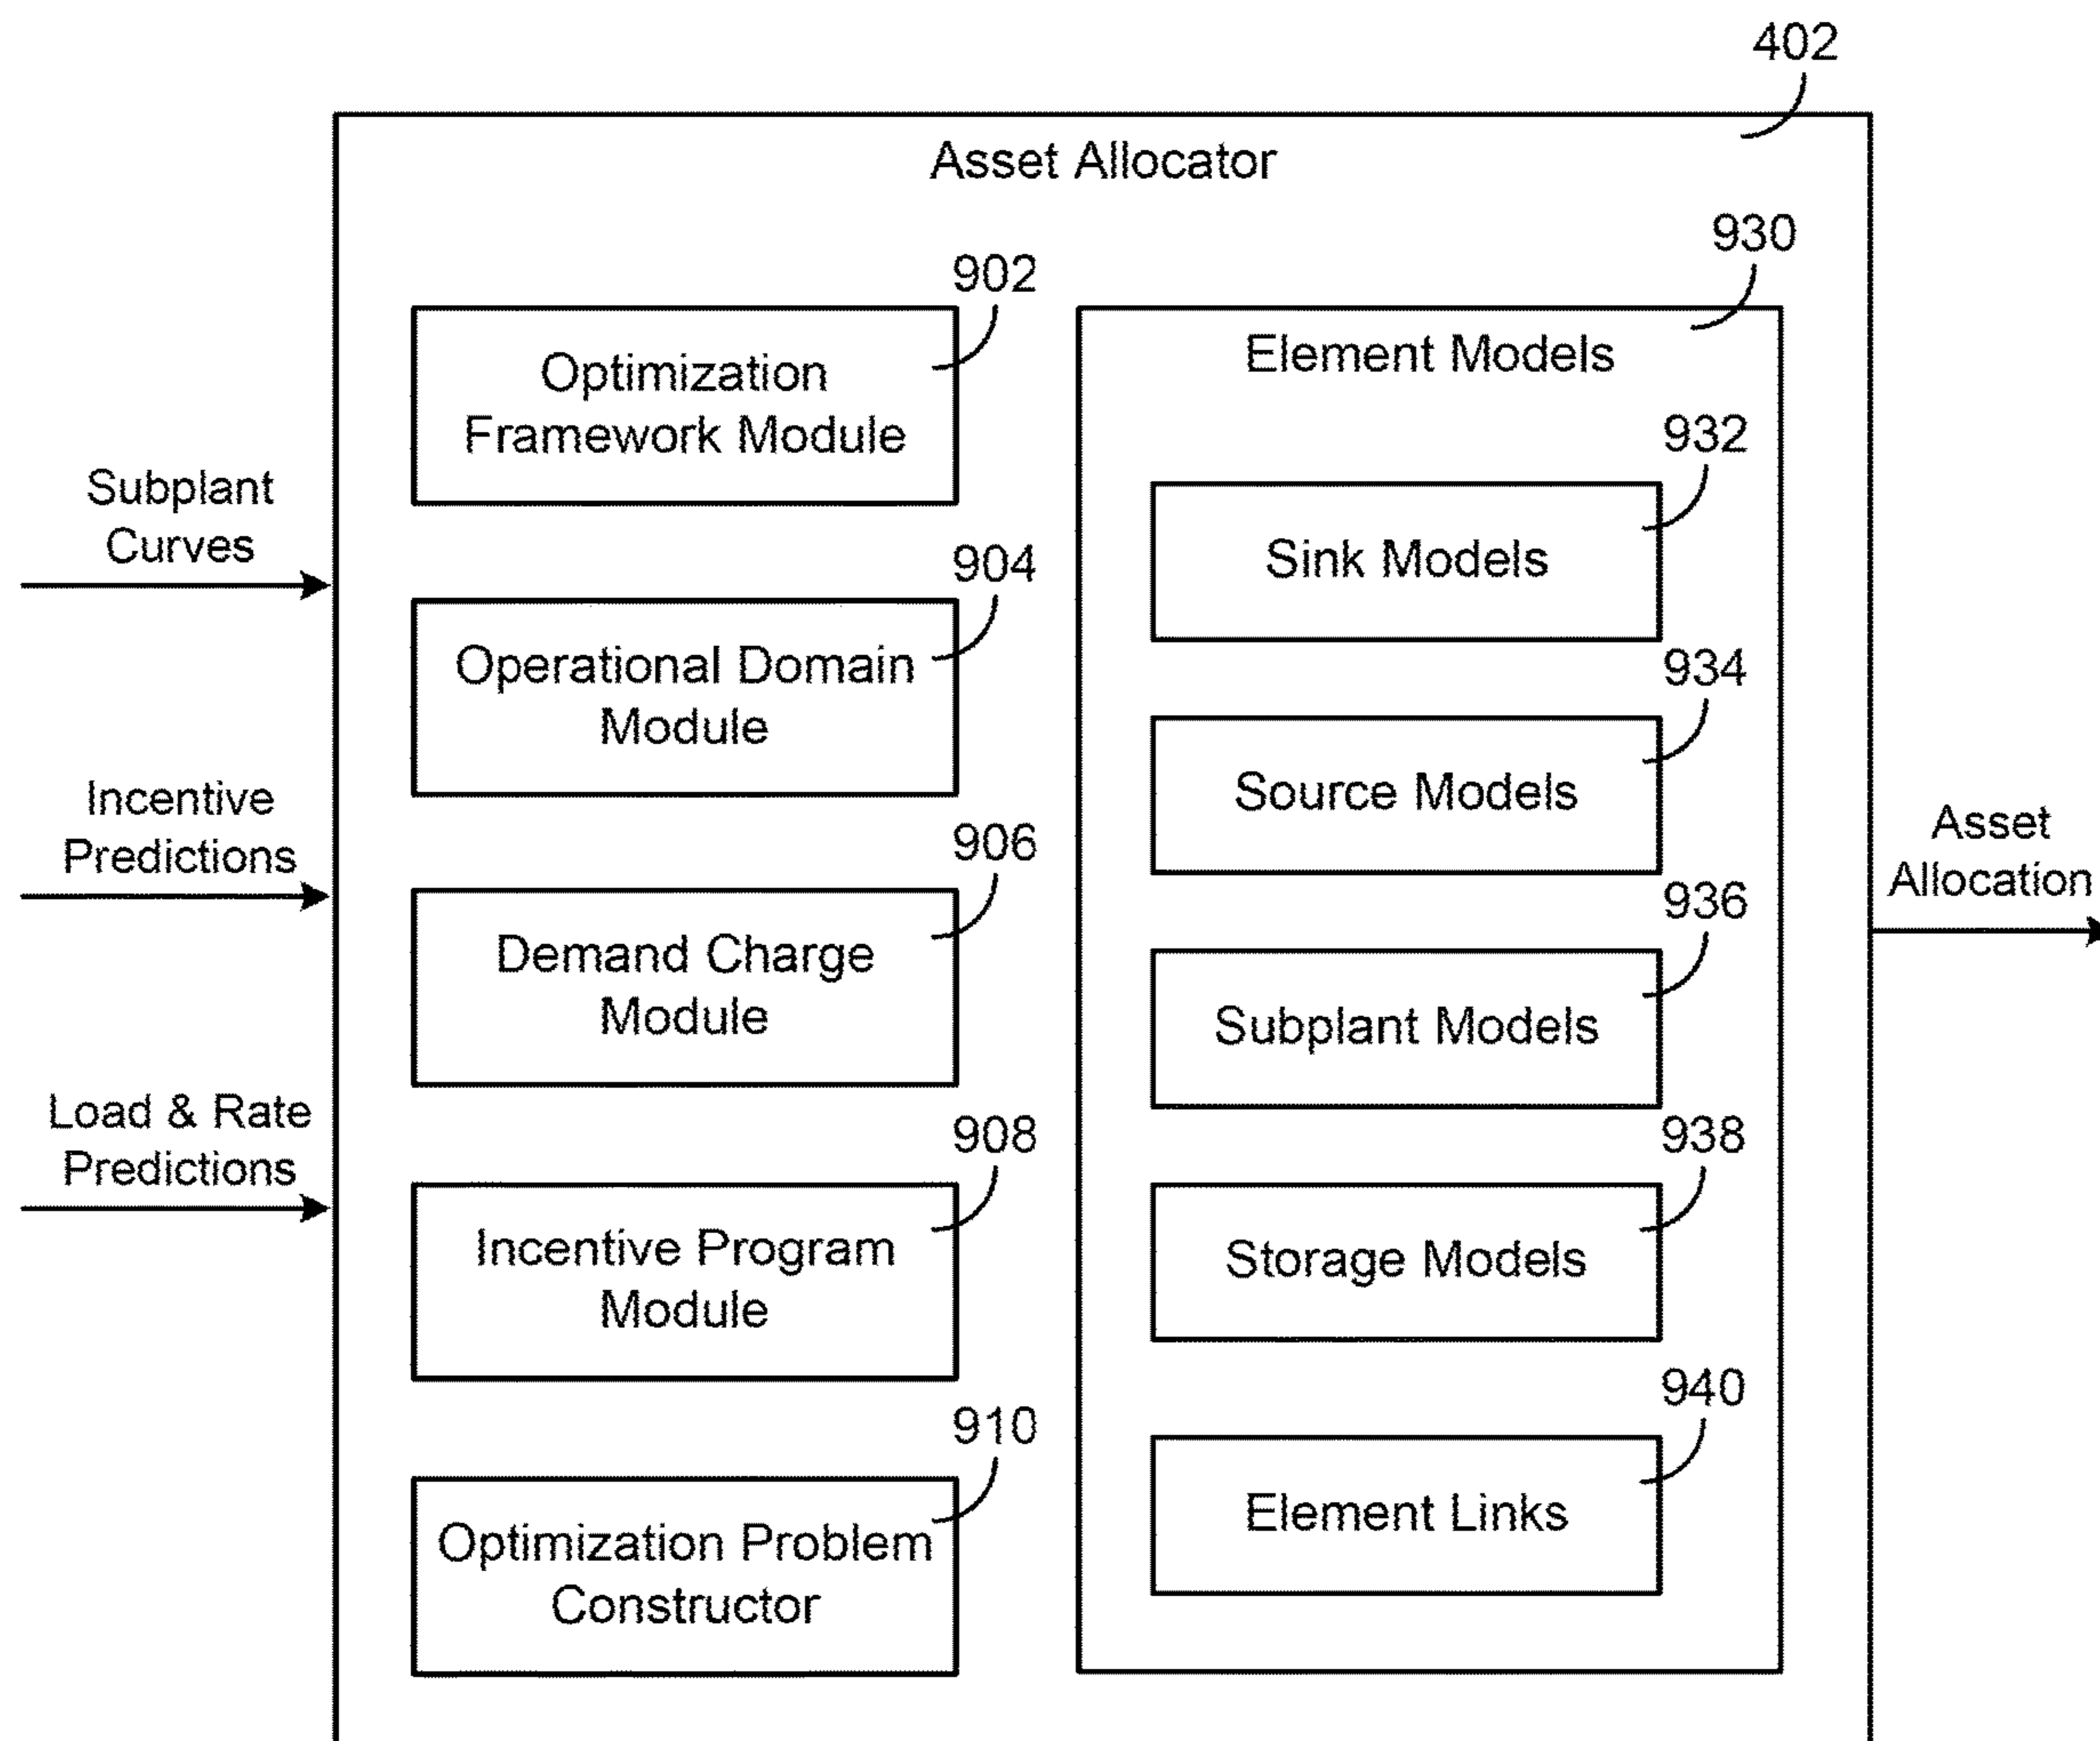 402
Asset Allocator
930
902
Optimization
Framework Module
Element Models
932
Sink Models
Subplant
Curves
904
Operational Domain
Module
934
Source Models
Incentive
Predictions
906
Demand Charge
Module
936
Subplant Models
Asset
Allocation
Load & Rate
Predictions
908
Incentive Program
Module
938
Storage Models
910
Optimization Problem
Constructor
940
Element Links